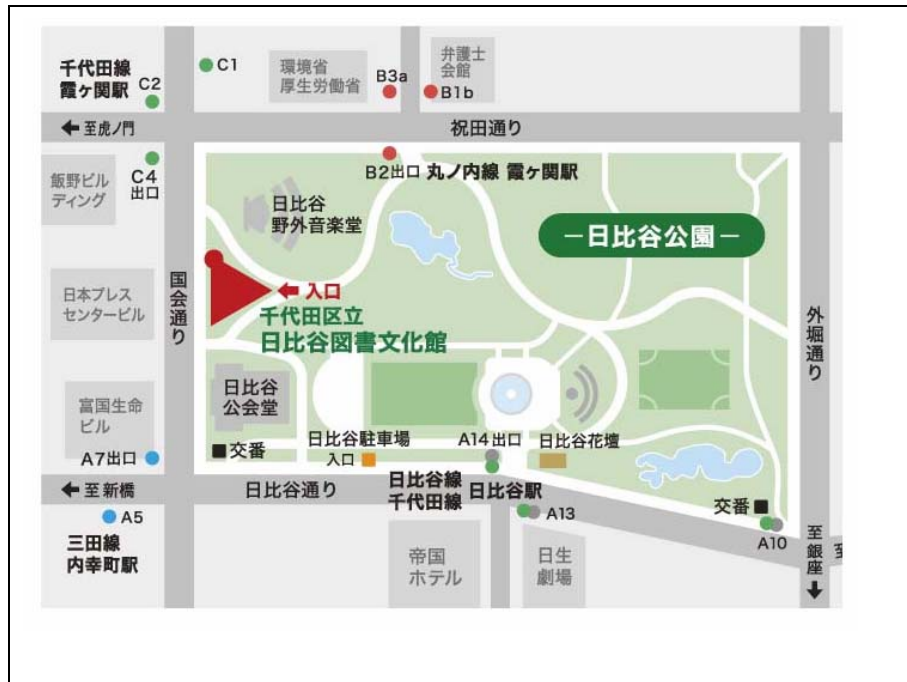 千代田線
霞ヶ関駅
C2
C1
環境省
厚生労働省
B3a
弁護士
会館
B1b
至虎ノ門
祝田通り
飯野ビル
ディング
C4
出口
B2出口 丸ノ内線 霞ヶ関駅
日比谷
野外音楽堂
－日比谷公園－
日本プレス
センタービル
国会通り
入口
千代田区立
日比谷図書文化館
外堀通り
富国生命
ビル
日比谷
公会堂
A7出口
交番
日比谷駐車場
入口
A14出口
日比谷花壇
至新橋
日比谷通り
日比谷線
千代田線
日比谷駅
交番
A5
三田線
内幸町駅
A13
A10
帝国
ホテル
日生
劇場
至銀座